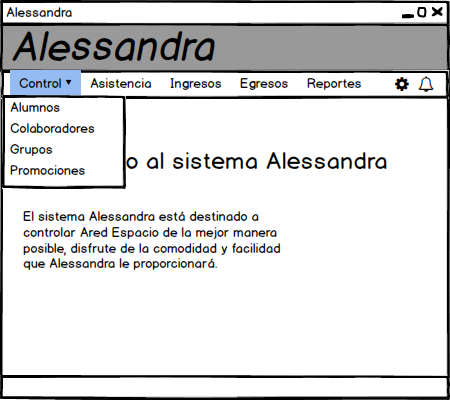 Alessandra
Alessandra
Control ▾ Asistencia Ingresos Egresos Reportes
Alumnos
Colaboradores
Grupos
Promociones
o al sistema Alessandra
El sistema Alessandra está destinado a
controlar Ared Espacio de la mejor manera
posible, disfrute de la comodidad y facilidad
que Alessandra le proporcionará.